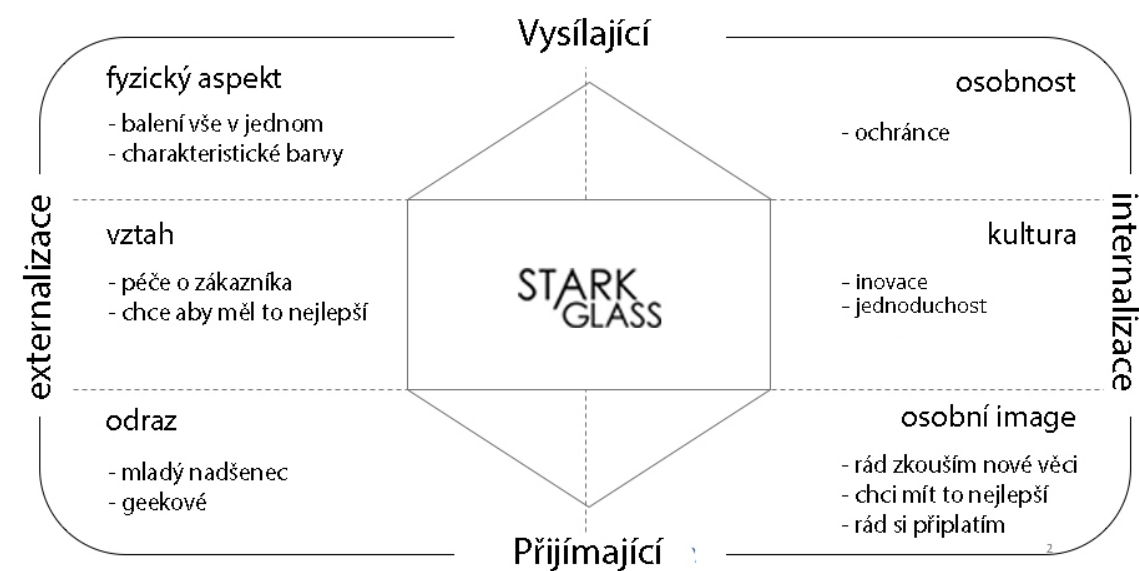 Vysílající
fyzický aspekt
- balení vše v jednom
- charakteristické barvy
osobnost
- ochránce
externalizace
vztah
- péče o zákazníka
- chce aby měl to nejlepší
STARK
GLASS
kultura
- inovace
- jednoduchost
internalizace
odraz
- mladý nadšenec
- geekové
osobní image
- rád zkouším nové věci
- chci mít to nejlepší
- rád si připlatím
Přijímající
2